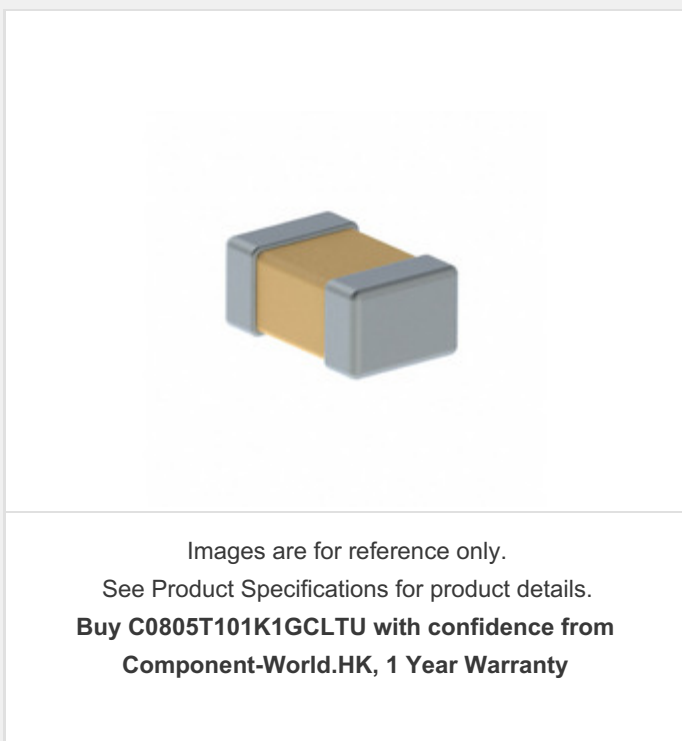 Images are for reference only.
See Product Specifications for product details.
Buy C0805T101K1GCLTU with confidence from
Component-World.HK, 1 Year Warranty